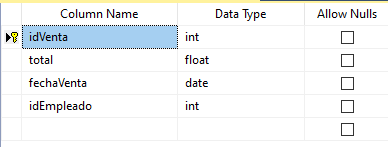 Column Name Data Type Allow Nulls
idVenta int
total float
fechaVenta date
idEmpleado int